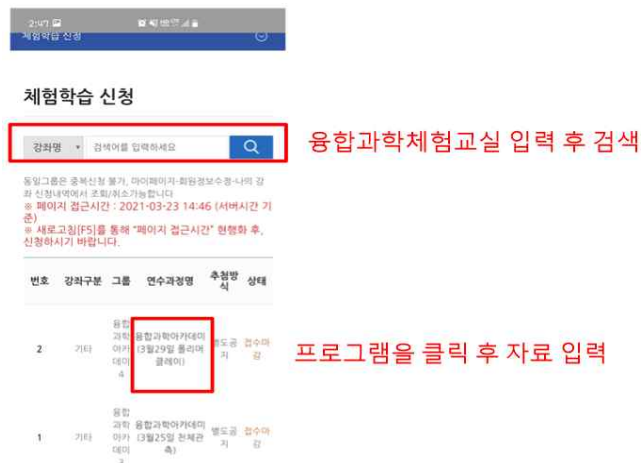 2:47
체험학습 신청
체험학습 신청
강좌명
검색어를 입력하세요
융합과학체험교실 입력 후 검색
동일그룹은 중복신청 불가, 마이페이지-회원정보수정-나의 강
좌 신청내역에서 조회/취소가능합니다
※ 페이지 접근시간 : 2021-03-23 14:46 (서버시간 기
준)
※ 새로고침[F5]를 통해 "페이지 접근시간" 현행화 후,
신청하시기 바랍니다.
번호 강좌구분 그룹 연수과정명 추첨방식 상태
2 기타 융합과학아카데미4 융합과학아카데미(3월29일 폴리머클레이) 별도공지 접수마감
프로그램을 클릭 후 자료 입력
1 기타 융합과학아카데미3 융합과학아카데미(3월25일 천체관측) 별도공지 접수마감